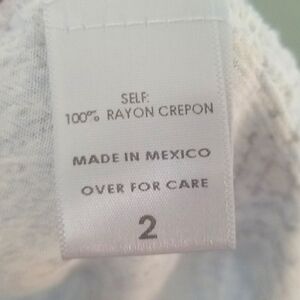 SELF:
100% RAYON CREPON
MADE IN MEXICO
OVER FOR CARE
2